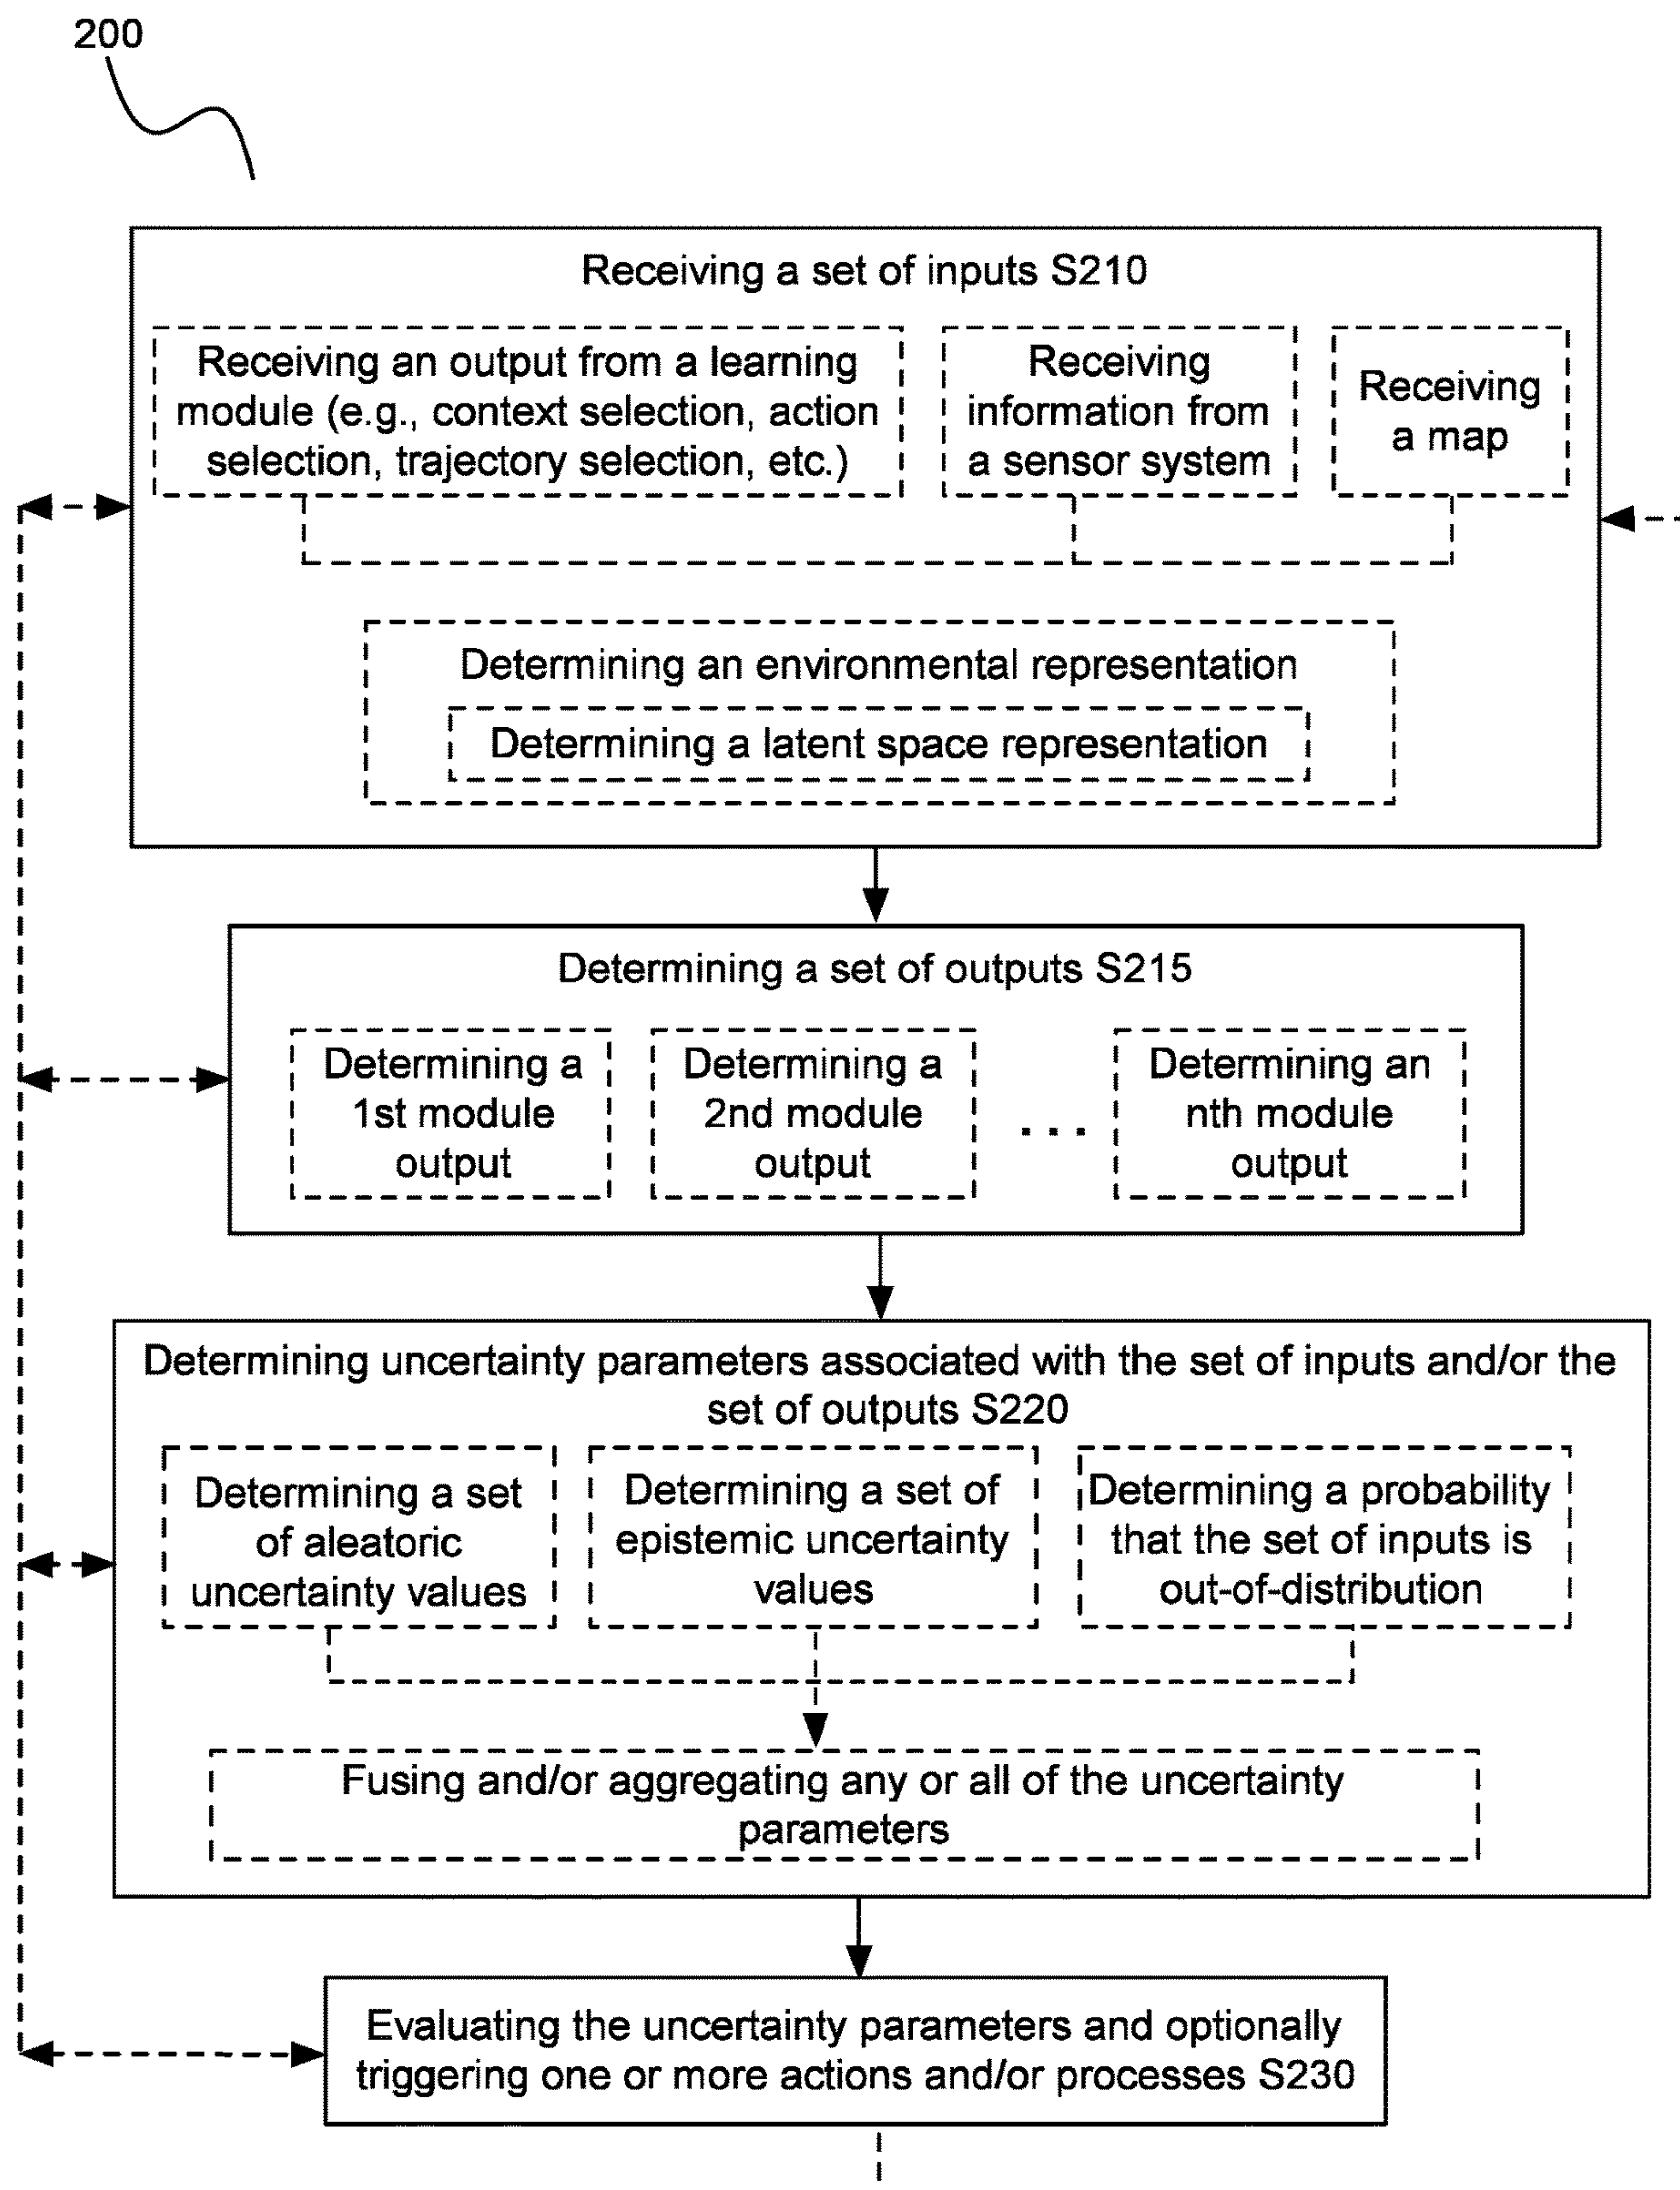 200
Receiving a set of inputs S210
Receiving an output from a learning
module (e.g., context selection, action
selection, trajectory selection, etc.)
Receiving
information from
a sensor system
Receiving
a map
Determining an environmental representation
Determining a latent space representation
Determining a set of outputs S215
Determining a
1st module
output
Determining a
2nd module
output
...
Determining an
nth module
output
Determining uncertainty parameters associated with the set of inputs and/or the
set of outputs S220
Determining a set
of aleatoric
uncertainty values
Determining a set of
epistemic uncertainty
values
Determining a probability
that the set of inputs is
out-of-distribution
Fusing and/or aggregating any or all of the uncertainty
parameters
Evaluating the uncertainty parameters and optionally
triggering one or more actions and/or processes S230